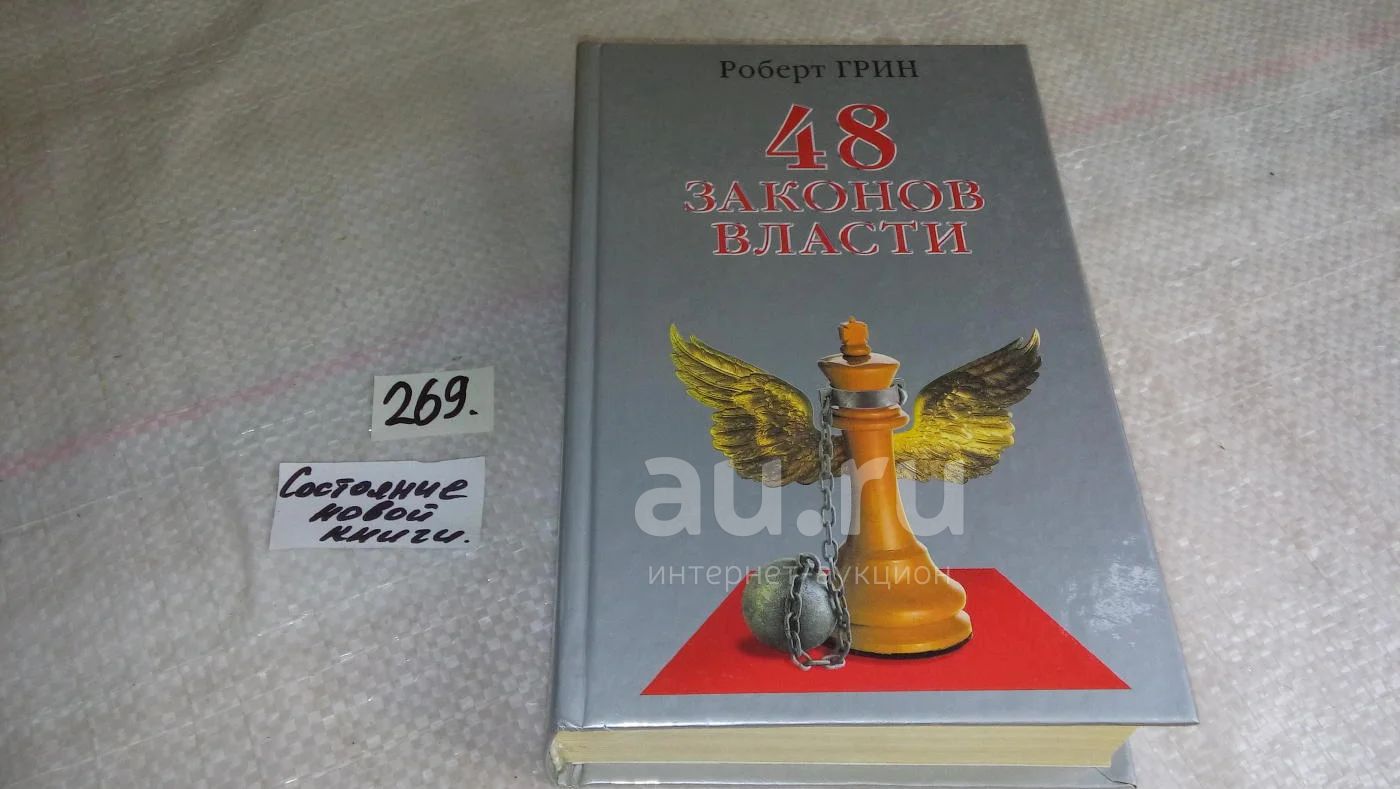 Роберт ГРИН
48
ЗАКОНОВ
ВЛАСТИ
269.
Состояние
новой
книги.
au.ru
интернет-аукцион